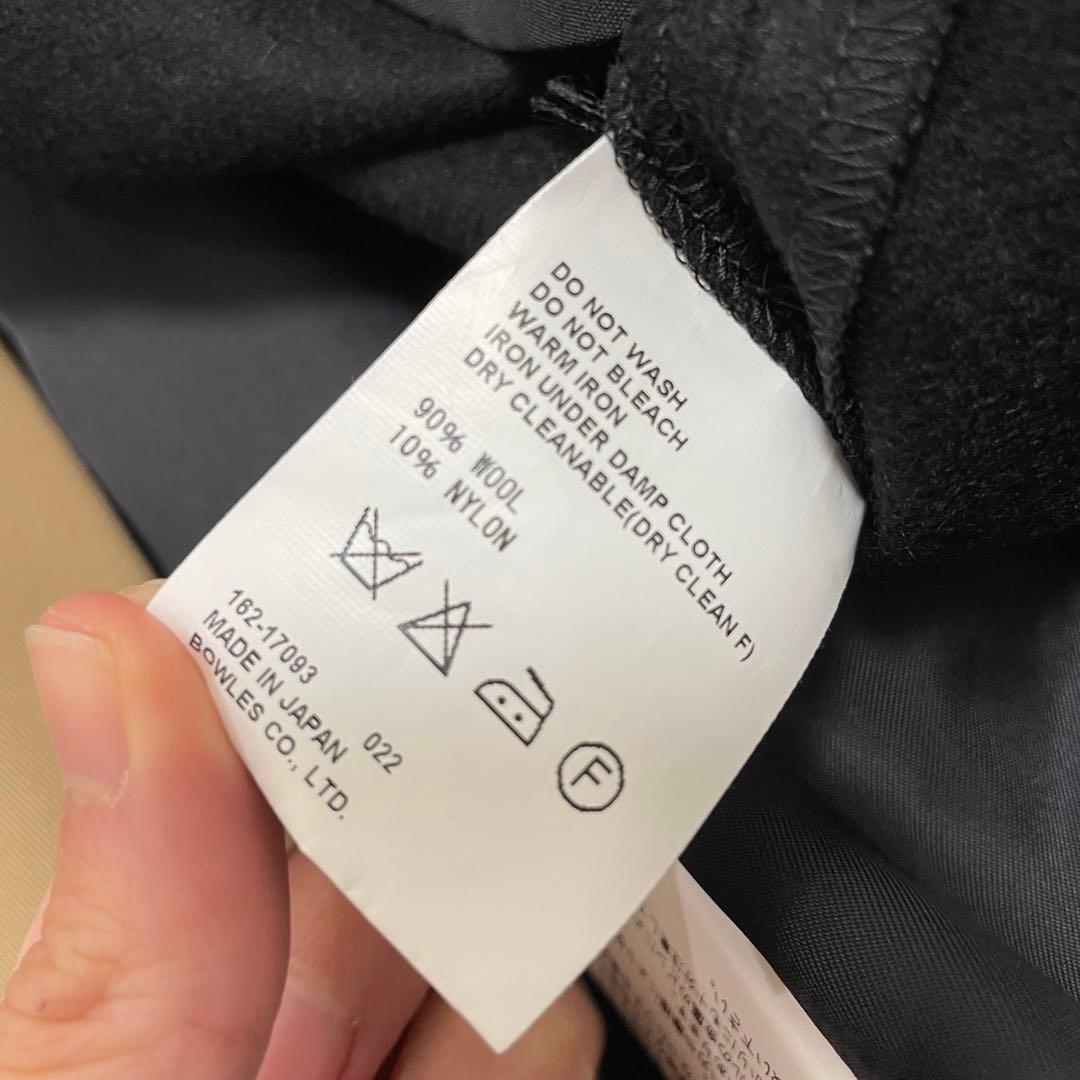 DO NOT WASH
DO NOT BLEACH
WARM IRON
IRON UNDER DAMP CLOTH
DRY CLEANABLE(DRY CLEAN F)
90% WOOL
10% NYLON
F
162-17093
MADE IN JAPAN 022
BOWLES CO., LTD.